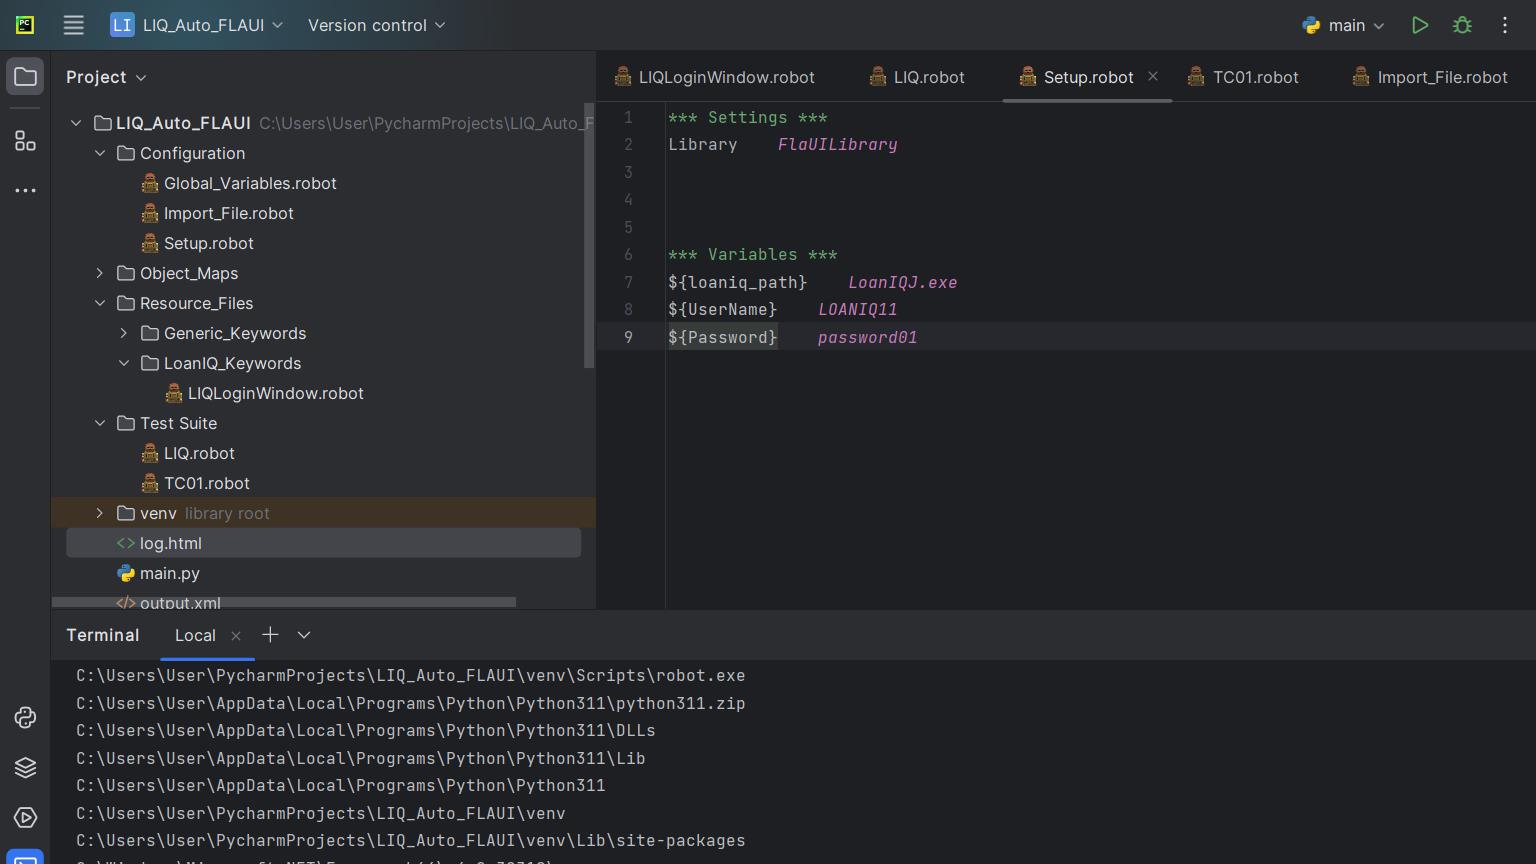 PC
LI LIQ_Auto_FLAUI Version control main
Project
LIQ_Auto_FLAUI C:\Users\User\PycharmProjects\LIQ_Auto_F
Configuration
Global_Variables.robot
Import_File.robot
Setup.robot
Object_Maps
Resource_Files
Generic_Keywords
LoanIQ_Keywords
LIQLoginWindow.robot
Test Suite
LIQ.robot
TC01.robot
venv library root
log.html
main.py
output.xml
LIQLoginWindow.robot LIQ.robot Setup.robot TC01.robot Import_File.robot
1 *** Settings ***
2 Library FlaUILibrary
3
4
5
6 *** Variables ***
7 ${loaniq_path} LoanIQJ.exe
8 ${UserName} LOANIQ11
9 ${Password} password01
Terminal Local
C:\Users\User\PycharmProjects\LIQ_Auto_FLAUI\venv\Scripts\robot.exe
C:\Users\User\AppData\Local\Programs\Python\Python311\python311.zip
C:\Users\User\AppData\Local\Programs\Python\Python311\DLLs
C:\Users\User\AppData\Local\Programs\Python\Python311\Lib
C:\Users\User\AppData\Local\Programs\Python\Python311
C:\Users\User\PycharmProjects\LIQ_Auto_FLAUI\venv
C:\Users\User\PycharmProjects\LIQ_Auto_FLAUI\venv\Lib\site-packages